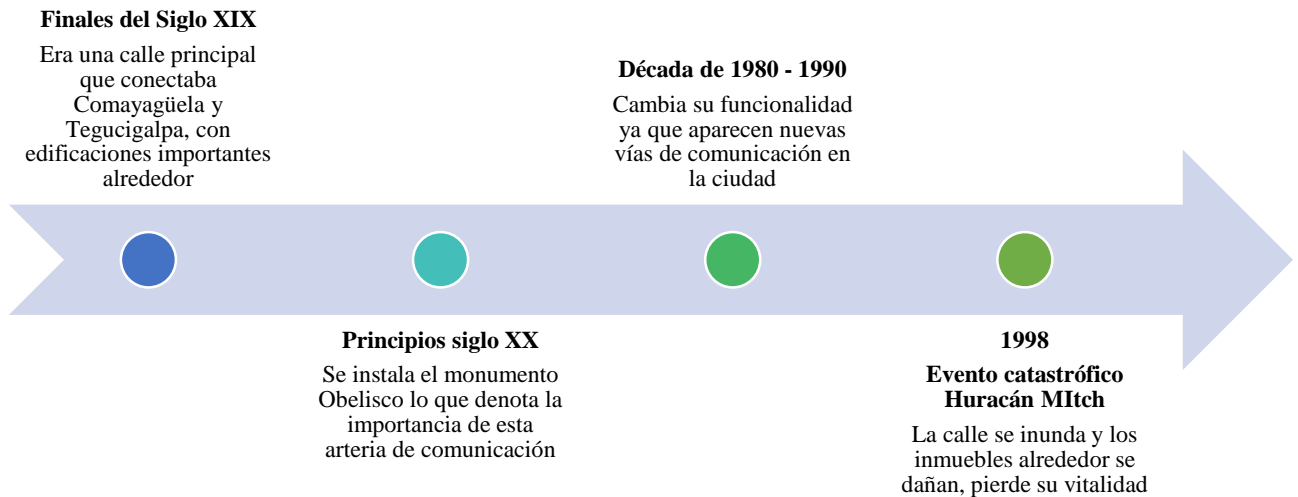 Finales del Siglo XIX
Era una calle principal
que conectaba
Comayagüela y
Tegucigalpa, con
edificaciones importantes
alrededor
Principios siglo XX
Se instala el monumento
Obelisco lo que denota la
importancia de esta
arteria de comunicación
Década de 1980 - 1990
Cambia su funcionalidad
ya que aparecen nuevas
vías de comunicación en
la ciudad
1998
Evento catastrófico
Huracán MItch
La calle se inunda y los
inmuebles alrededor se
dañan, pierde su vitalidad